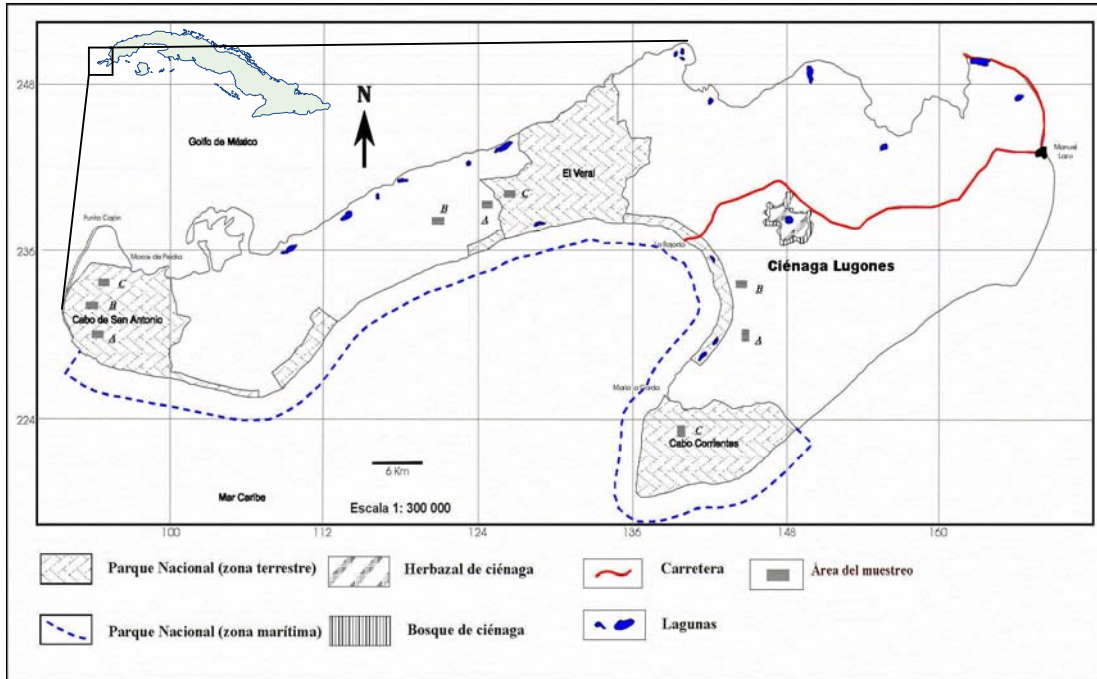 248
236
224
100
112
124
136
148
160
N
Golfo de México
Punta Cajón
Cabo de San Antonio
C
B
A
El Veral
B
A
C
Manuel Lazo
La Bajada
Ciénaga Lugones
B
A
María la Gorda
C
Cabo Corrientes
6 Km
Mar Caribe
Escala 1: 300 000
Parque Nacional (zona terrestre)
Herbazal de ciénaga
Carretera
Área del muestreo
Parque Nacional (zona marítima)
Bosque de ciénaga
Lagunas